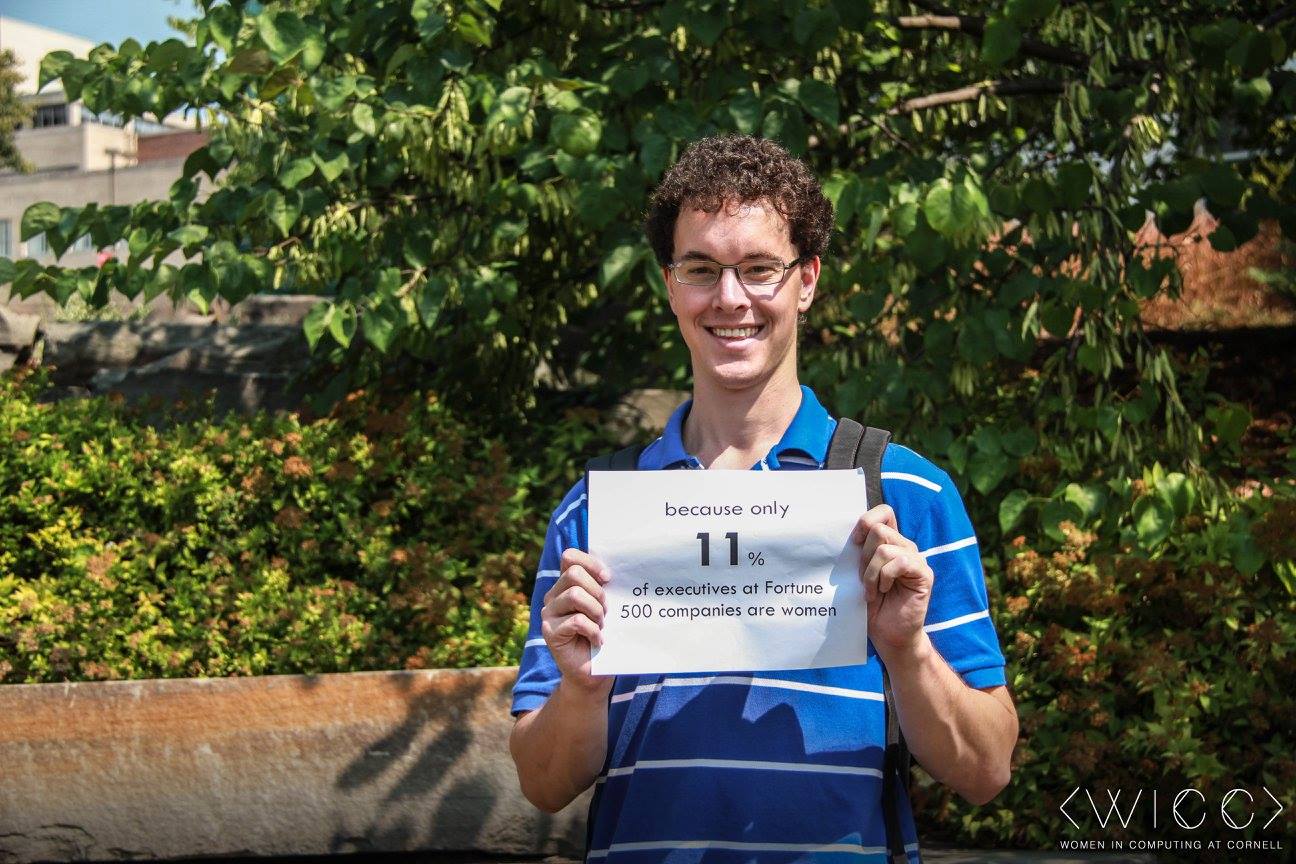 because only
11%
of executives at Fortune
500 companies are women
<WICC>
WOMEN IN COMPUTING AT CORNELL